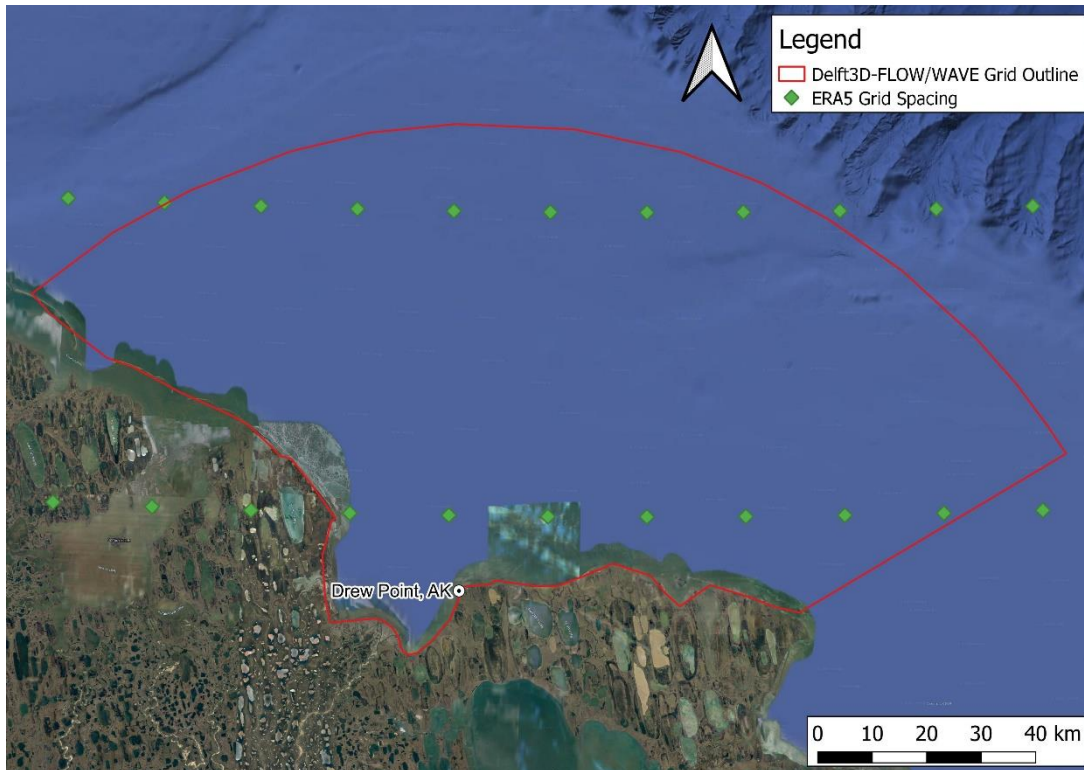 Legend
Delft3D-FLOW/WAVE Grid Outline
ERA5 Grid Spacing
Drew Point, AK
0 10 20 30 40 km